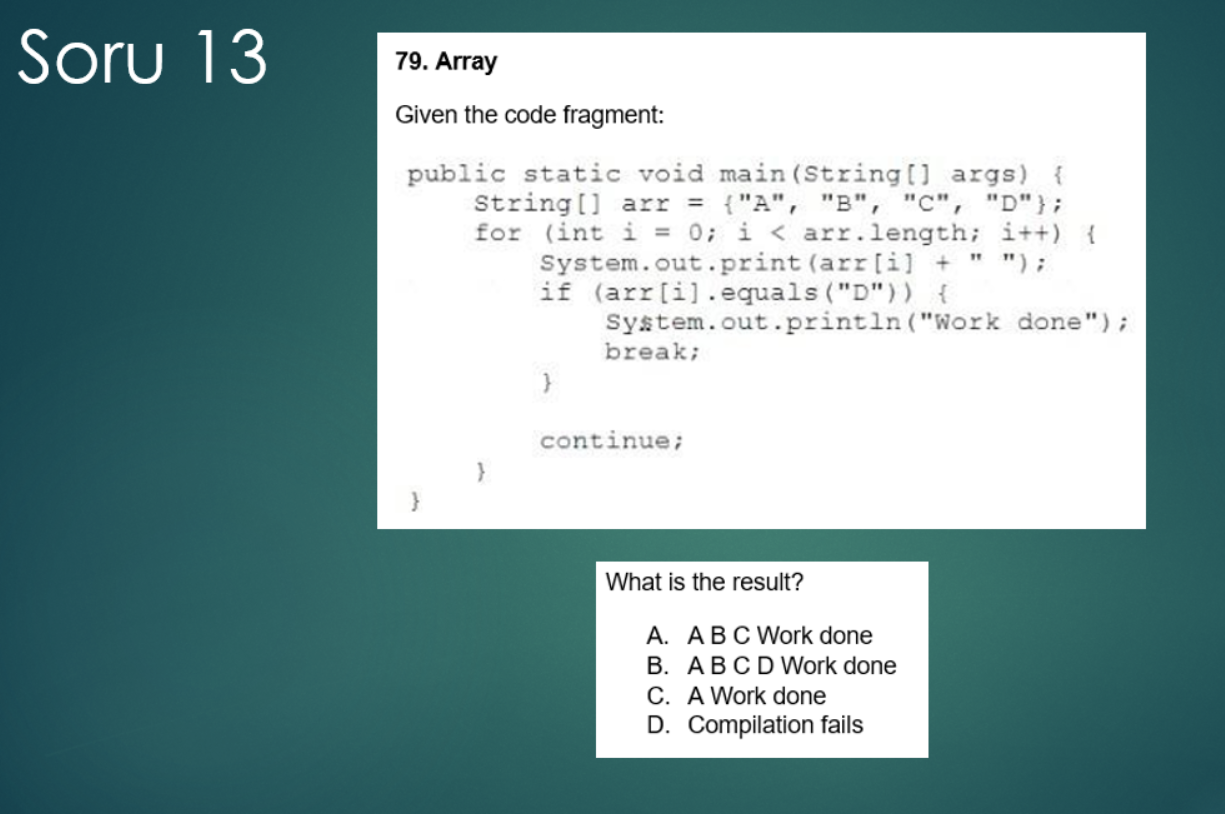 Soru 13
79. Array
Given the code fragment:
public static void main(String[] args) {
String[] arr = {"A", "B", "C", "D"};
for (int i = 0; i < arr.length; i++) {
System.out.print(arr[i] + " ");
if (arr[i].equals("D")) {
System.out.println("Work done");
break;
}
continue;
}
}
What is the result?
A. A B C Work done
B. A B C D Work done
C. A Work done
D. Compilation fails